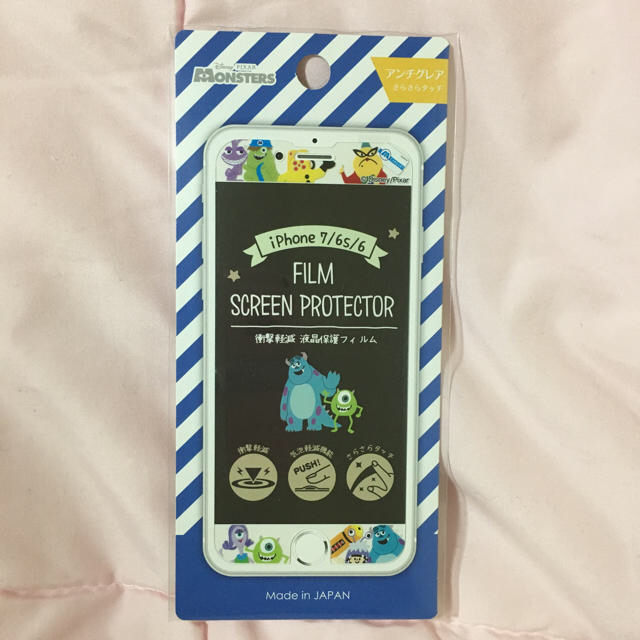 Disney PIXAR
MONSTERS
アンチグレア
さらさらタッチ
©Disney/Pixar
iPhone 7/6s/6
FILM
SCREEN PROTECTOR
衝撃軽減 液晶保護フィルム
衝撃軽減
気泡軽減機能
さらさらタッチ
PUSH!
Made in JAPAN